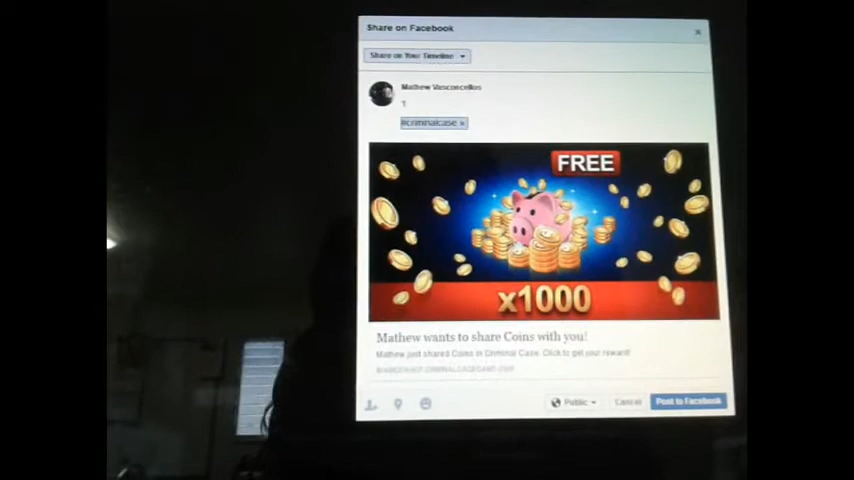 Share on Facebook
Share on Your Timeline
Mathew Vasconcellos
1
#criminalcase
FREE
x1000
Mathew wants to share Coins with you!
Mathew just shared Coins in Criminal Case. Click to get your reward!
Public
Cancel
Post to Facebook